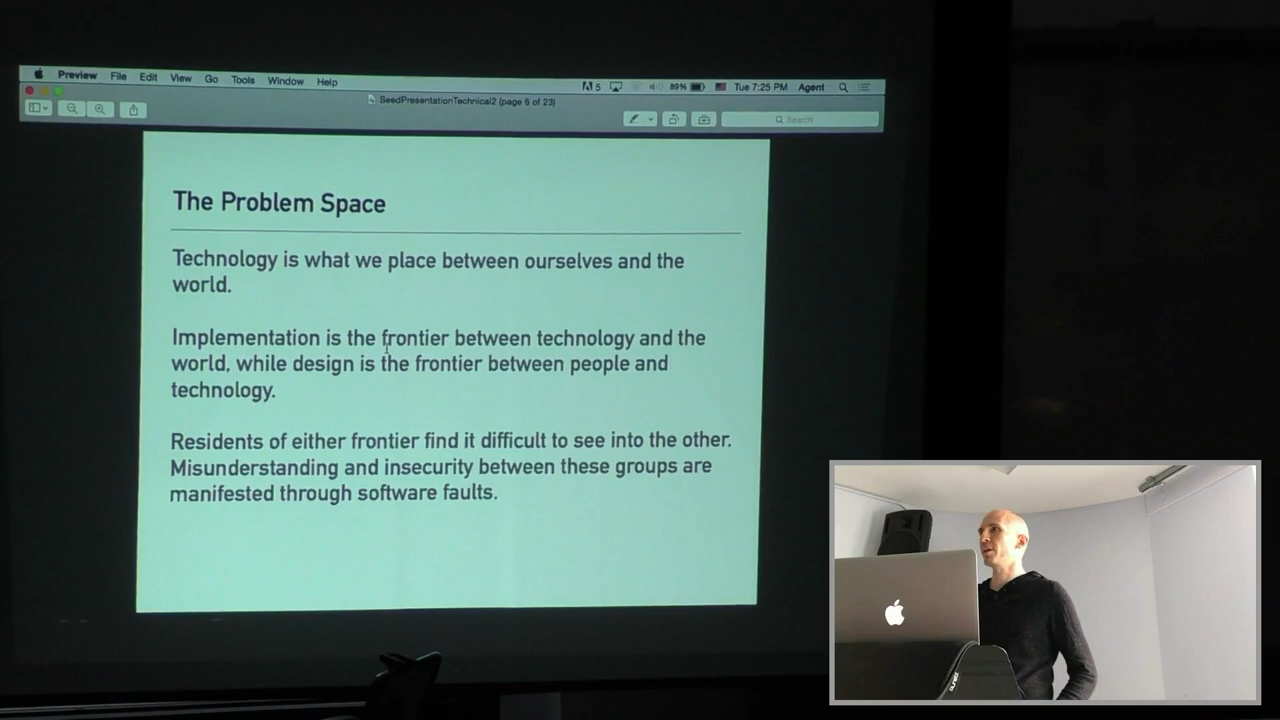 Preview File Edit View Go Tools Window Help
5 89% Tue 7:25 PM Agent
SeedPresentationTechnical2 (page 6 of 23)
Search
The Problem Space
Technology is what we place between ourselves and the
world.
Implementation is the frontier between technology and the
world, while design is the frontier between people and
technology.
Residents of either frontier find it difficult to see into the other.
Misunderstanding and insecurity between these groups are
manifested through software faults.